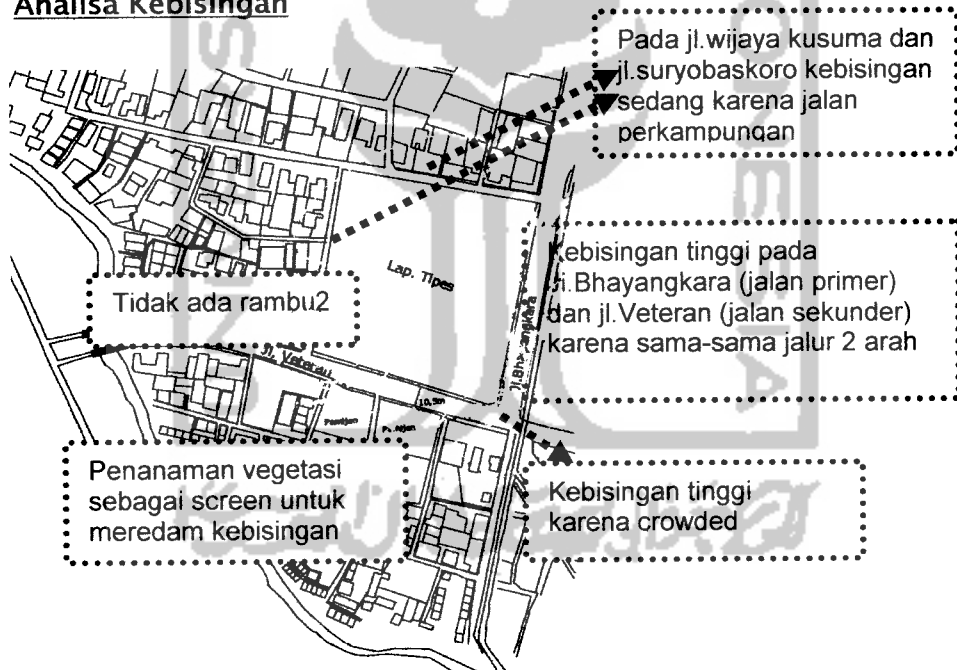 Analisa Kebisingan
Pada jl.wijaya kusuma dan
jl.suryobaskoro kebisingan
sedang karena jalan
perkampungan
Kebisingan tinggi pada
jl.Bhayangkara (jalan primer)
dan jl.Veteran (jalan sekunder)
karena sama-sama jalur 2 arah
Lap. Tipes
Jl.Bhayangkara
Tidak ada rambu2
Jl. Veteran
10,5m
Penanaman vegetasi
sebagai screen untuk
meredam kebisingan
Kebisingan tinggi
karena crowded